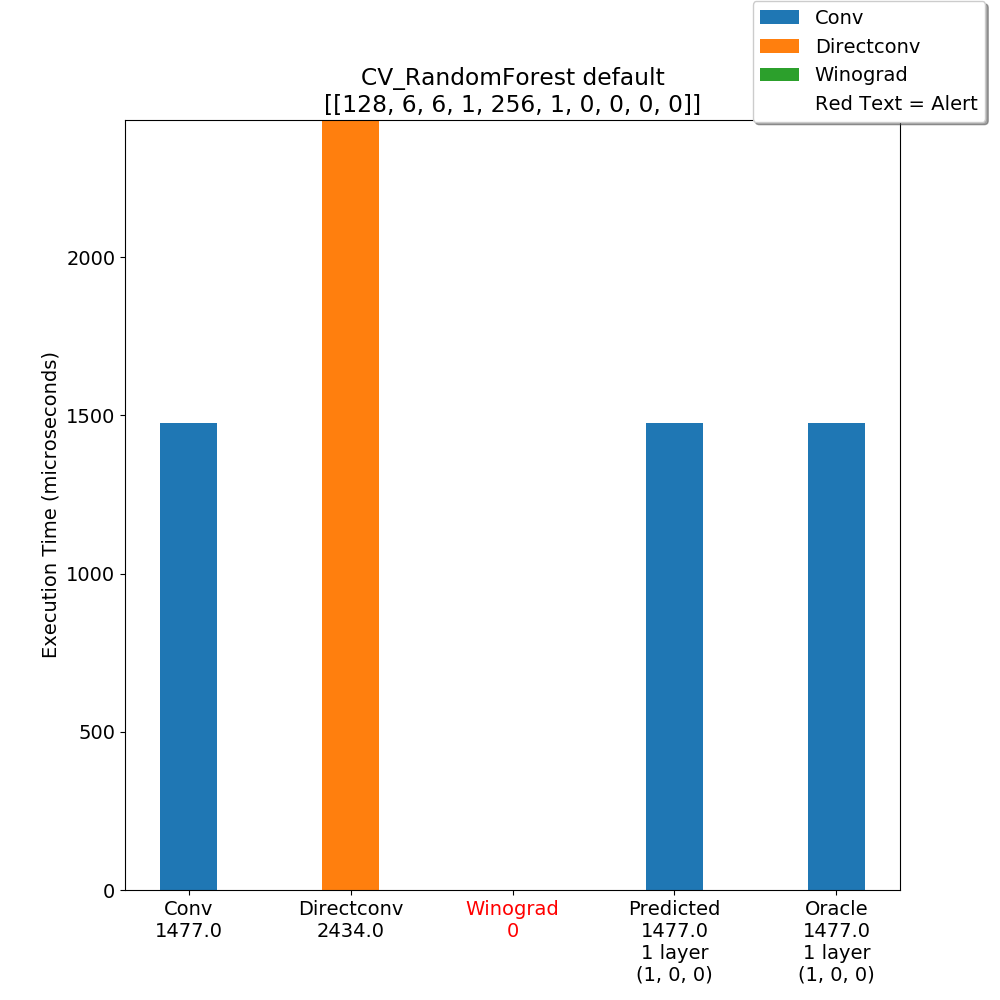 Conv
Directconv
Winograd
Red Text = Alert
CV_RandomForest default
[[128, 6, 6, 1, 256, 1, 0, 0, 0, 0]]
Execution Time (microseconds)
2000
1500
1000
500
0
Conv
1477.0
Directconv
2434.0
Winograd
0
Predicted
1477.0
1 layer
(1, 0, 0)
Oracle
1477.0
1 layer
(1, 0, 0)